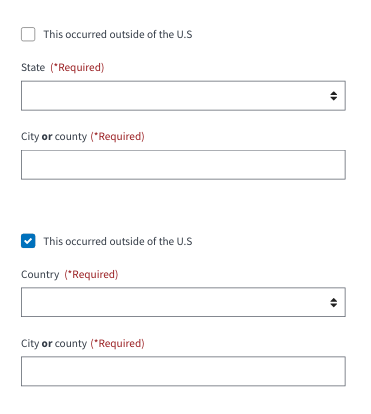 This occurred outside of the U.S
State (*Required)
City or county (*Required)
This occurred outside of the U.S
Country (*Required)
City or county (*Required)